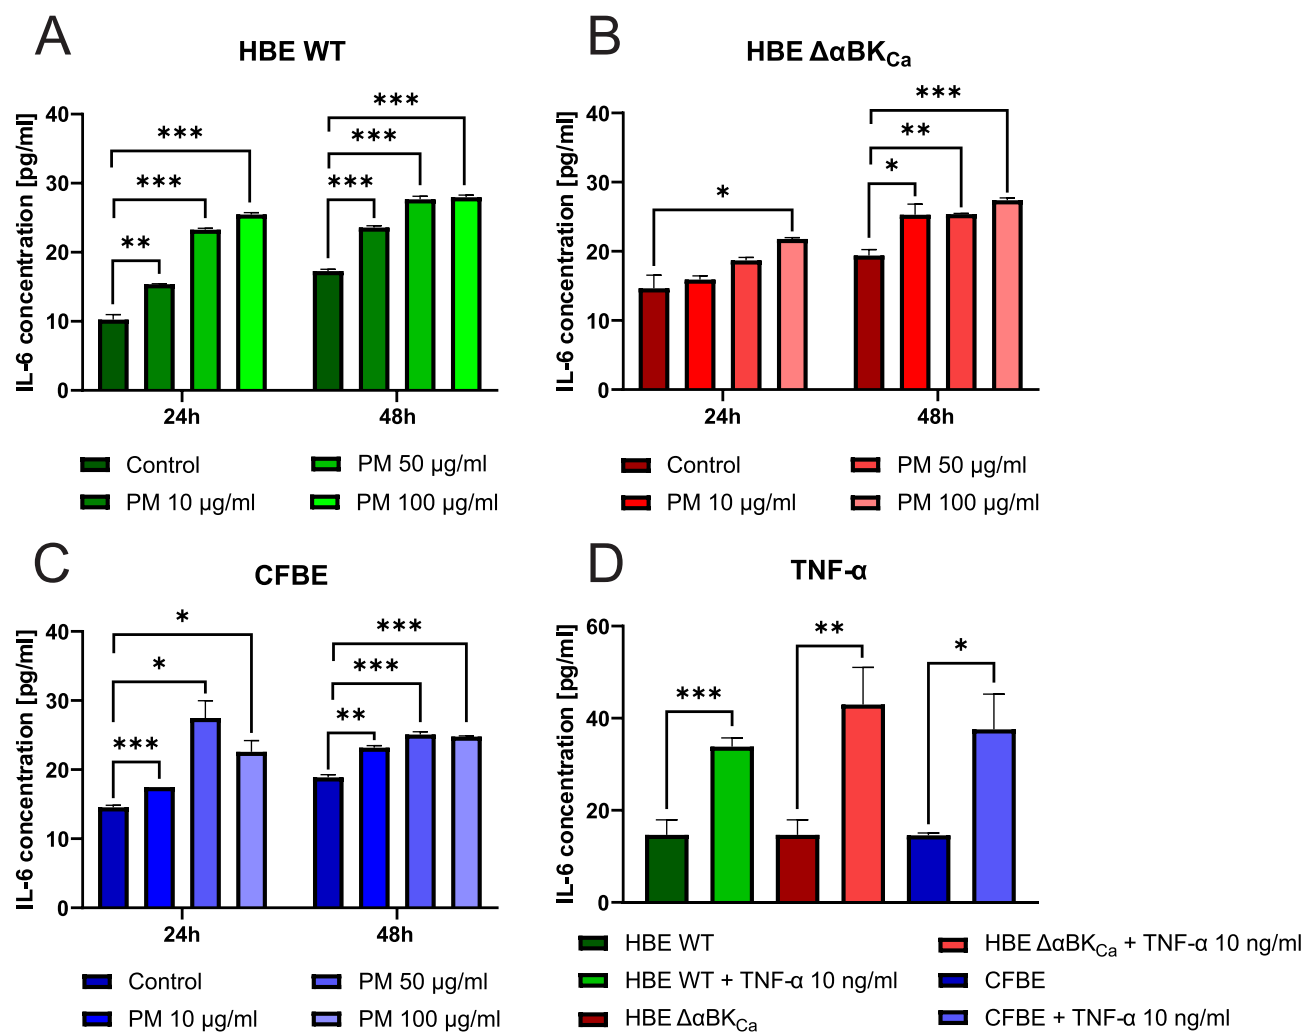 A
HBE WT
IL-6 concentration [pg/ml]
40
30
20
10
0
**
***
***
***
***
***
24h
48h
Control
PM 50 µg/ml
PM 10 µg/ml
PM 100 µg/ml
B
HBE ΔαBKCa
IL-6 concentration [pg/ml]
40
30
20
10
0
*
*
**
***
24h
48h
Control
PM 50 µg/ml
PM 10 µg/ml
PM 100 µg/ml
C
CFBE
IL-6 concentration [pg/ml]
40
30
20
10
0
***
*
*
**
***
***
24h
48h
Control
PM 50 µg/ml
PM 10 µg/ml
PM 100 µg/ml
D
TNF-α
IL-6 concentration [pg/ml]
60
40
20
0
***
**
*
HBE WT
HBE WT + TNF-α 10 ng/ml
HBE ΔαBKCa
HBE ΔαBKCa + TNF-α 10 ng/ml
CFBE
CFBE + TNF-α 10 ng/ml